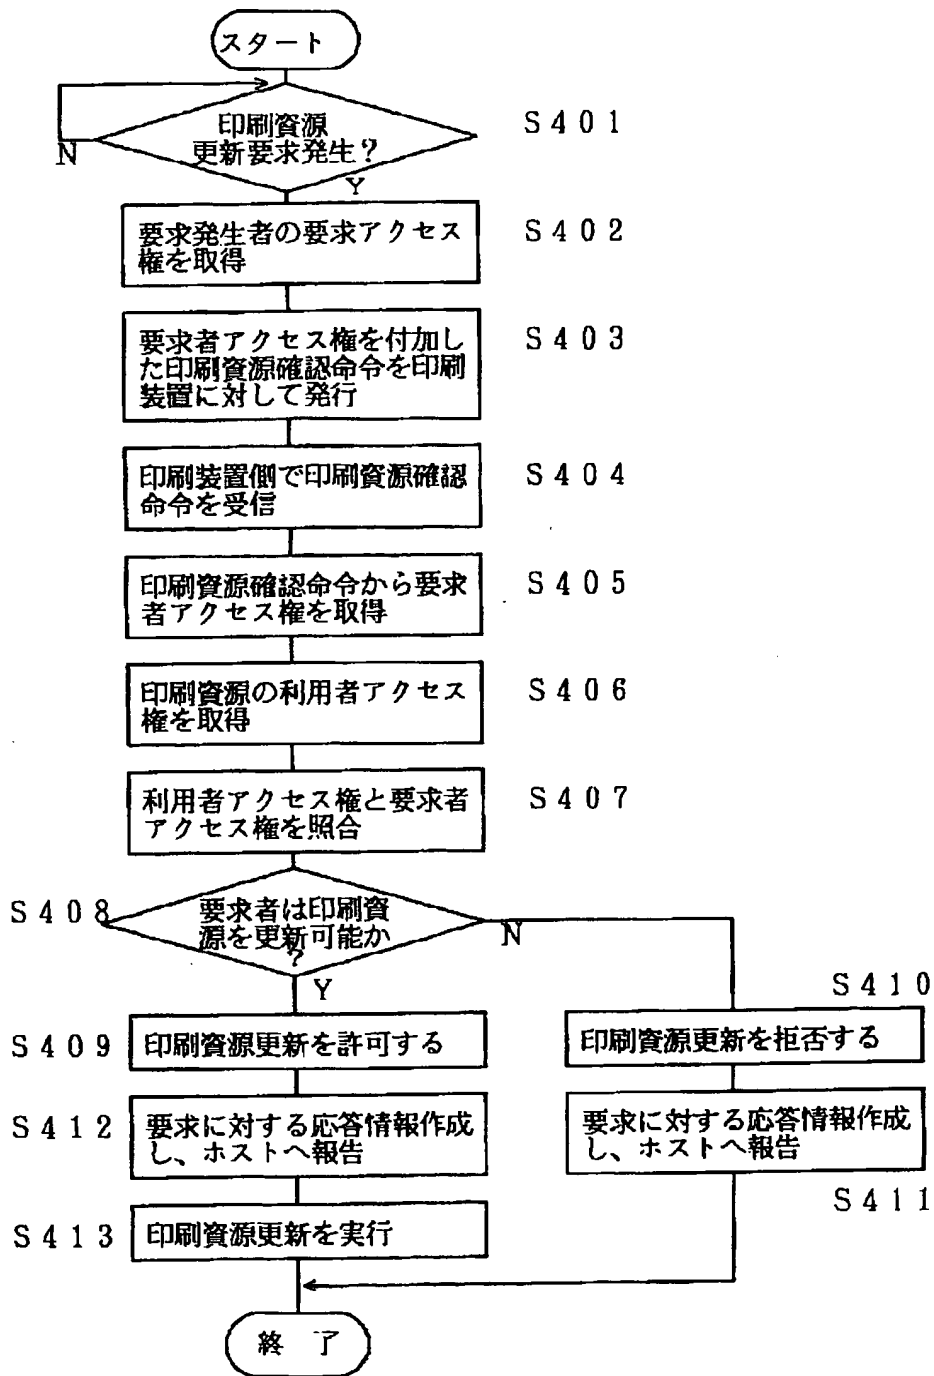 スタート
印刷資源
更新要求発生?
S401
N
Y
要求発生者の要求アクセス
権を取得
S402
要求者アクセス権を付加し
た印刷資源確認命令を印刷
装置に対して発行
S403
印刷装置側で印刷資源確認
命令を受信
S404
印刷資源確認命令から要求
者アクセス権を取得
S405
印刷資源の利用者アクセス
権を取得
S406
利用者アクセス権と要求者
アクセス権を照合
S407
S408
要求者は印刷資
源を更新可能か
?
N
Y
S409
印刷資源更新を許可する
S410
印刷資源更新を拒否する
S412
要求に対する応答情報作成
し、ホストへ報告
要求に対する応答情報作成
し、ホストへ報告
S411
S413
印刷資源更新を実行
終 了